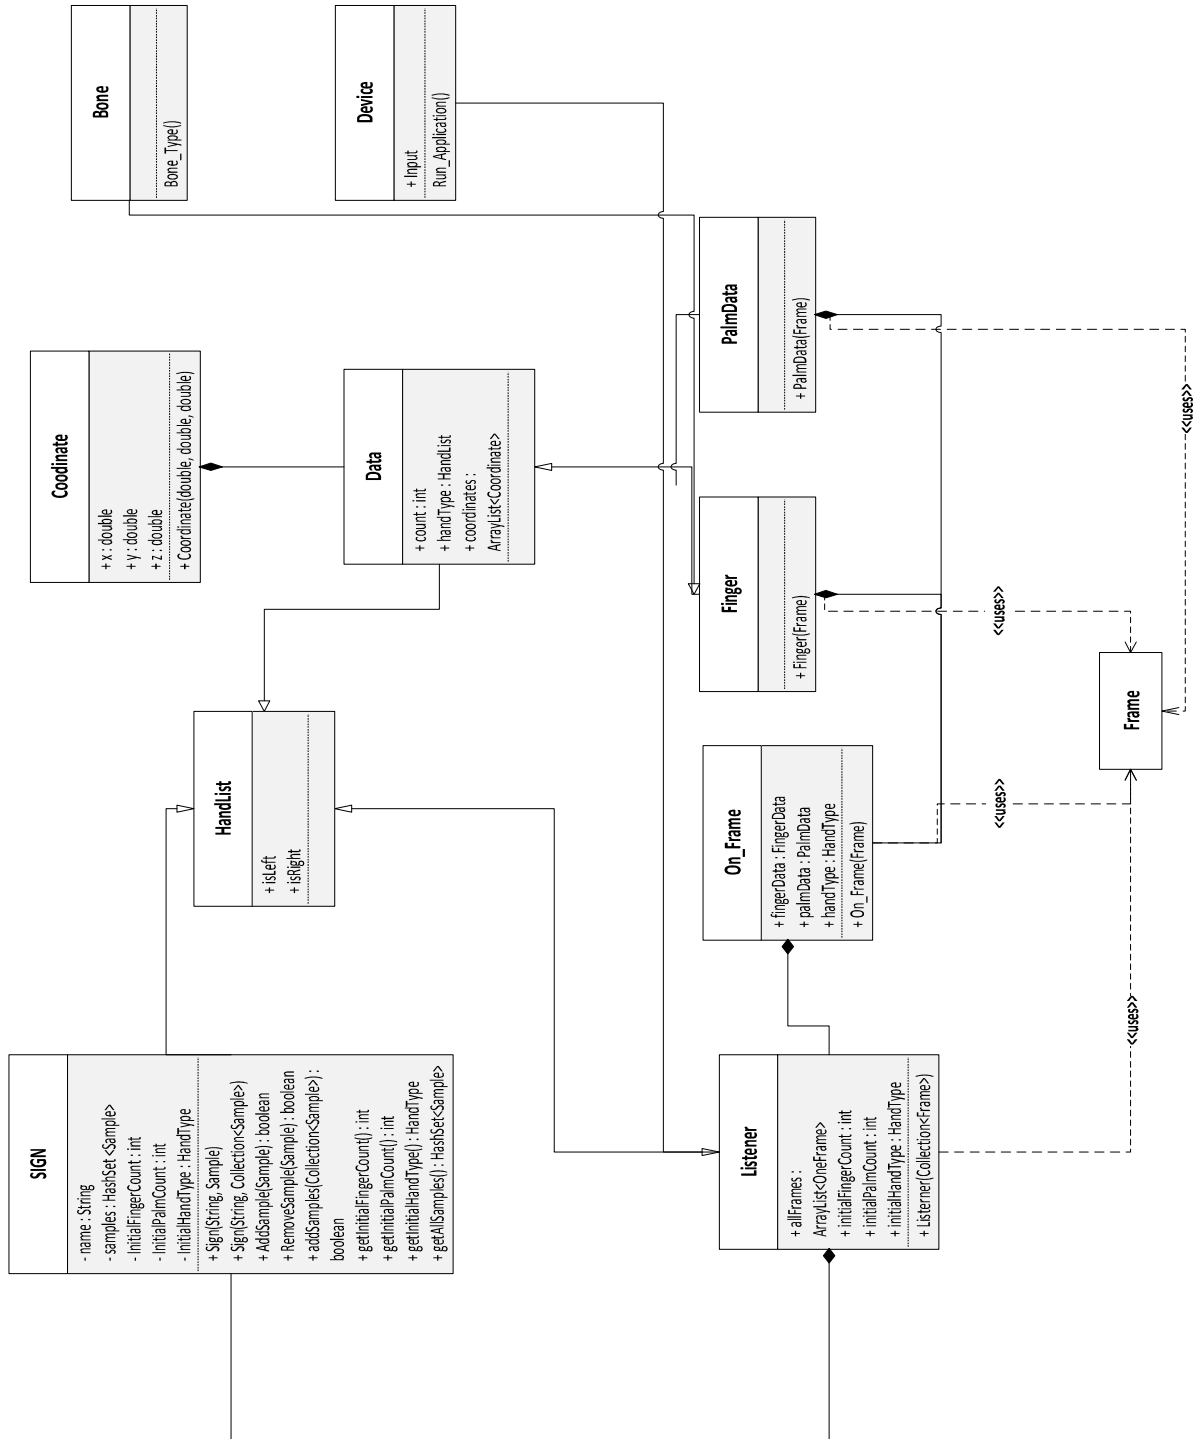 SIGN
- name : String
- samples : HashSet <Sample>
- InitialFingerCount : int
- InitialPalmCount : int
- InitialHandType : HandType
+ Sign(String, Sample)
+ Sign(String, Collection<Sample>)
+ AddSample(Sample) : boolean
+ RemoveSample(Sample) : boolean
+ addSamples(Collection<Sample>) :
boolean
+ getInitialFingerCount() : int
+ getInitialPalmCount() : int
+ getInitialHandType() : HandType
+ getAllSamples() : HashSet<Sample>
HandList
+ isLeft
+ isRight
Coodinate
+ x : double
+ y : double
+ z : double
+ Coordinate(double, double, double)
Bone
Bone_Type()
Data
+ count : int
+ handType : HandList
+ coordinates :
ArrayList<Coordinate>
Device
+ Input
Run_Application()
Listener
+ allFrames :
ArrayList<OneFrame>
+ initialFingerCount : int
+ initialPalmCount : int
+ initialHandType : HandType
+ Listerner(Collection<Frame>)
On_Frame
+ fingerData : FingerData
+ palmData : PalmData
+ handType : HandType
+ On_Frame(Frame)
Finger
+ Finger(Frame)
PalmData
+ PalmData(Frame)
<<uses>>
<<uses>>
<<uses>>
Frame
<<uses>>